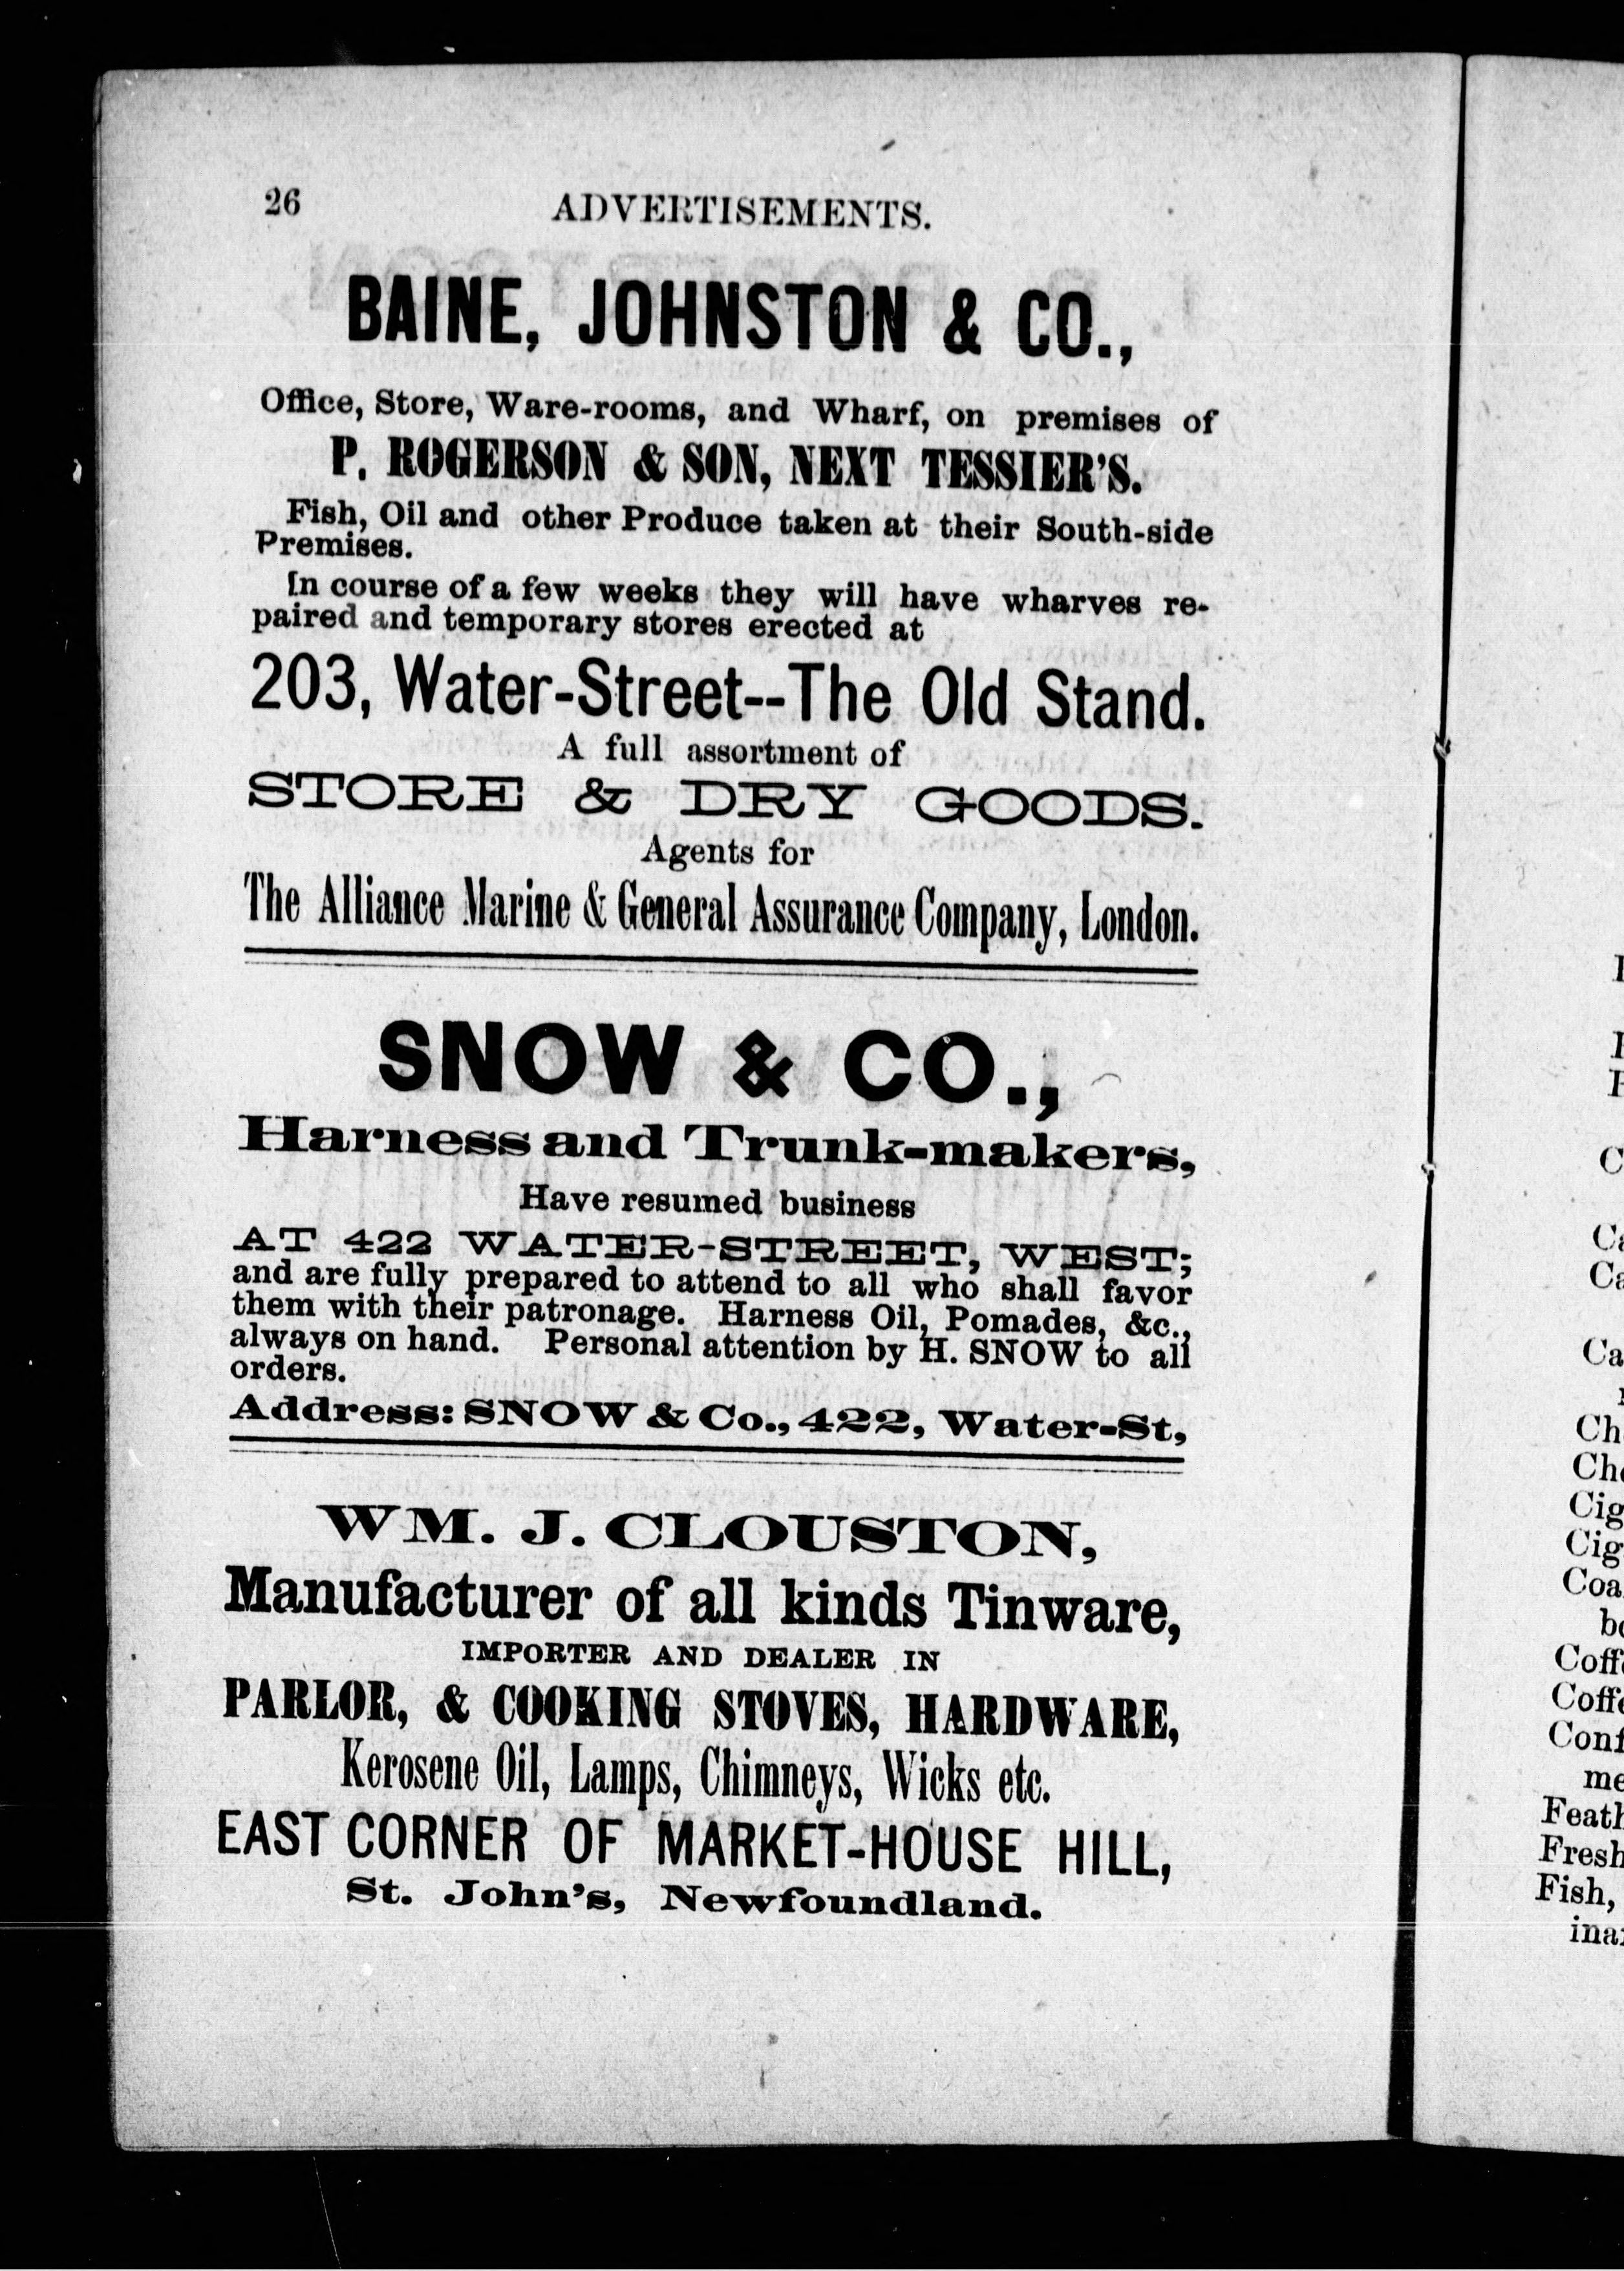 26
ADVERTISEMENTS.
BAINE, JOHNSTON & CO.,
Office, Store, Ware-rooms, and Wharf, on premises of
P. ROGERSON & SON, NEXT TESSIER'S.
Fish, Oil and other Produce taken at their South-side
Premises.
In course of a few weeks they will have wharves re-
paired and temporary stores erected at
203, Water-Street--The Old Stand.
A full assortment of
STORE & DRY GOODS.
Agents for
The Alliance Marine & General Assurance Company, London.
SNOW & CO.,
Harness and Trunk-makers,
Have resumed business
AT 422 WATER-STREET, WEST;
and are fully prepared to attend to all who shall favor
them with their patronage. Harness Oil, Pomades, &c.,
always on hand. Personal attention by H. SNOW to all
orders.
Address: SNOW & Co., 422, Water-St,
WM. J. CLOUSTON,
Manufacturer of all kinds Tinware,
IMPORTER AND DEALER IN
PARLOR, & COOKING STOVES, HARDWARE,
Kerosene Oil, Lamps, Chimneys, Wicks etc.
EAST CORNER OF MARKET-HOUSE HILL,
St. John's, Newfoundland.
Fish,